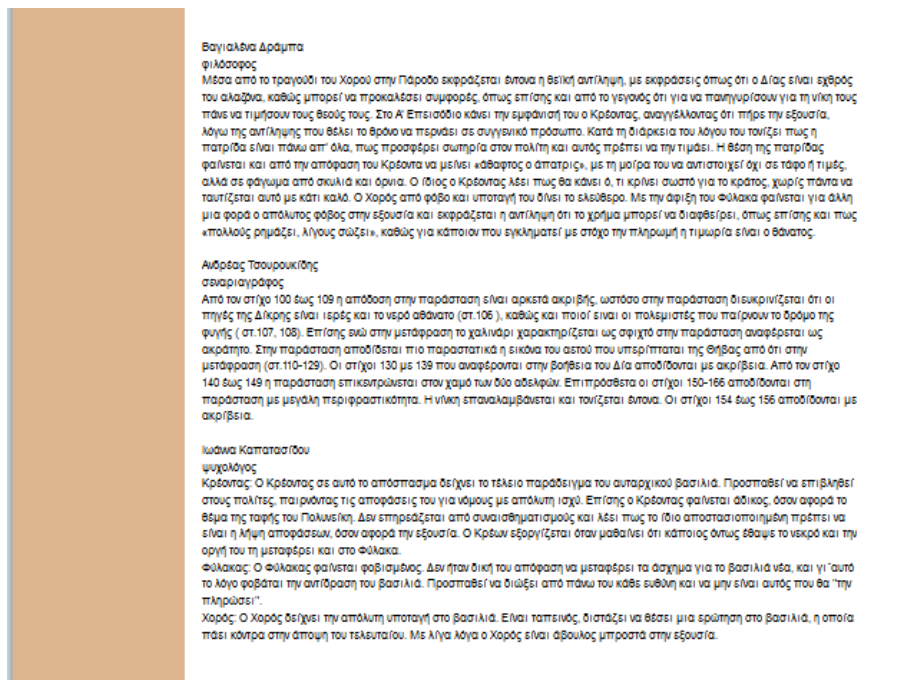 Βαγιαλένα Δράμπα
φιλόσοφος
Μέσα από το τραγούδι του Χορού στην Πάροδο εκφράζεται έντονα η θεϊκή αντίληψη, με εκφράσεις όπως ότι ο Δίας είναι εχθρός
του αλαζόνα, καθώς μπορεί να προκαλέσει συμφορές, όπως επίσης και από το γεγονός ότι για να πανηγυρίσουν για τη νίκη τους
πάνε να τιμήσουν τους θεούς τους. Στο Α' Επεισόδιο κάνει την εμφάνισή του ο Κρέοντας, αναγγέλλοντας ότι πήρε την εξουσία,
λόγω της αντίληψης που θέλει το θρόνο να περνάει σε συγγενικό πρόσωπο. Κατά τη διάρκεια του λόγου του τονίζει πως η
πατρίδα είναι πάνω απ' όλα, πως προσφέρει σωτηρία στον πολίτη και αυτός πρέπει να την τιμάει. Η θέση της πατρίδας
φαίνεται και από την απόφαση του Κρέοντα να μείνει «άθαφτος ο άπατρις», με τη μοίρα του να αντιστοιχεί όχι σε τάφο ή τιμές,
αλλά σε φάγωμα από σκυλιά και όρνια. Ο ίδιος ο Κρέοντας λέει πως θα κάνει ό, τι κρίνει σωστό για το κράτος, χωρίς πάντα να
ταυτίζεται αυτό με κάτι καλό. Ο Χορός από φόβο και υποταγή του δίνει το ελεύθερο. Με την άφιξη του Φύλακα φαίνεται για άλλη
μια φορά ο απόλυτος φόβος στην εξουσία και εκφράζεται η αντίληψη ότι το χρήμα μπορεί να διαφθείρει, όπως επίσης και πως
«πολλούς ρημάζει, λίγους σώζει», καθώς για κάποιον που εγκληματεί με στόχο την πληρωμή η τιμωρία είναι ο θάνατος.
Ανδρέας Τσουρουκίδης
σεναριαγράφος
Από τον στίχο 100 έως 109 η απόδοση στην παράσταση είναι αρκετά ακριβής, ωστόσο στην παράσταση διευκρινίζεται ότι οι
πηγές της Δίκρης είναι ιερές και το νερό αθάνατο (στ.106 ), καθώς και ποιοί ειναι οι πολεμιστές που παίρνουν το δρόμο της
φυγής ( στ.107, 108). Επίσης ενώ στην μετάφραση το χαλινάρι χαρακτηρίζεται ως σφιχτό στην παράσταση αναφέρεται ως
ακράτητο. Στην παράσταση αποδίδεται πιο παραστατικά η εικόνα του αετού που υπερίπταται της Θήβας από ότι στην
μετάφραση (στ.110-129). Οι στίχοι 130 με 139 που αναφέρονται στην βοήθεια του Δία αποδίδονται με ακρίβεια. Από τον στίχο
140 έως 149 η παράσταση επικεντρώνεται στον χαμό των δύο αδελφών. Επιπρόσθετα οι στίχοι 150-166 αποδίδονται στη
παράσταση με μεγάλη περιφραστικότητα. Η νίνκη επαναλαμβάνεται και τονίζεται έντονα. Οι στίχοι 154 έως 156 αποδίδονται με
ακρίβεια.
Ιωάννα Καπατασίδου
ψυχολόγος
Κρέοντας: Ο Κρέοντας σε αυτό το απόσπασμα δείχνει το τέλειο παράδειγμα του αυταρχικού βασιλιά. Προσπαθεί να επιβληθεί
στους πολίτες, παιρνόντας τις αποφάσεις του για νόμους με απόλυτη ισχύ. Επίσης ο Κρέοντας φαίνεται άδικος, όσον αφορά το
θέμα της ταφής του Πολυνείκη. Δεν επηρεάζεται από συναισθηματισμούς και λέει πως το ίδιο αποστασιοποιημένη πρέπει να
είναι η λήψη αποφάσεων, όσον αφορά την εξουσία. Ο Κρέων εξοργίζεται όταν μαθαίνει ότι κάποιος όντως έθαψε το νεκρό και την
οργή του τη μεταφέρει και στο Φύλακα.
Φύλακας: Ο Φύλακας φαίνεται φοβισμένος. Δεν ήταν δική του απόφαση να μεταφέρει τα άσχημα για το βασιλιά νέα, και γι΄αυτό
το λόγο φοβάται την αντίδραση του βασιλιά. Προσπαθεί να διώξει από πάνω του κάθε ευθύνη και να μην είναι αυτός που θα "την
πληρώσει".
Χορός: Ο Χορός δείχνει την απόλυτη υποταγή στο βασιλιά. Είναι ταπεινός, διστάζει να θέσει μια ερώτηση στο βασιλιά, η οποία
πάει κόντρα στην άποψη του τελευταίου. Με λίγα λόγα ο Χορός είναι άβουλος μπροστά στην εξουσία.